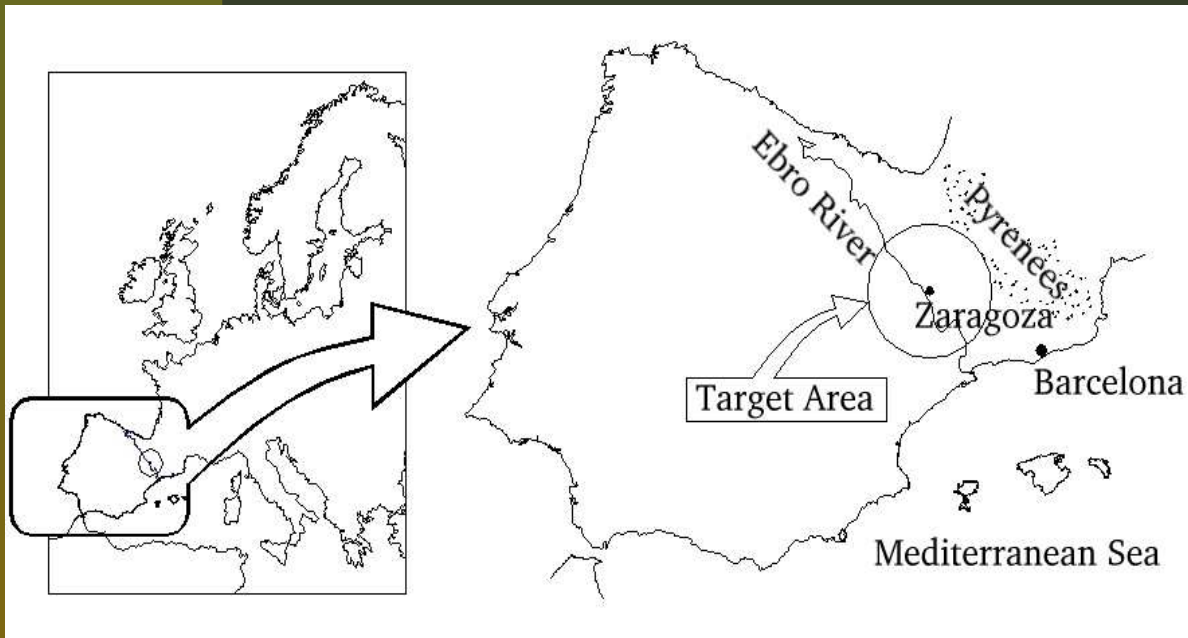 Ebro River
Pyrenees
Zaragoza
Target Area
Barcelona
Mediterranean Sea